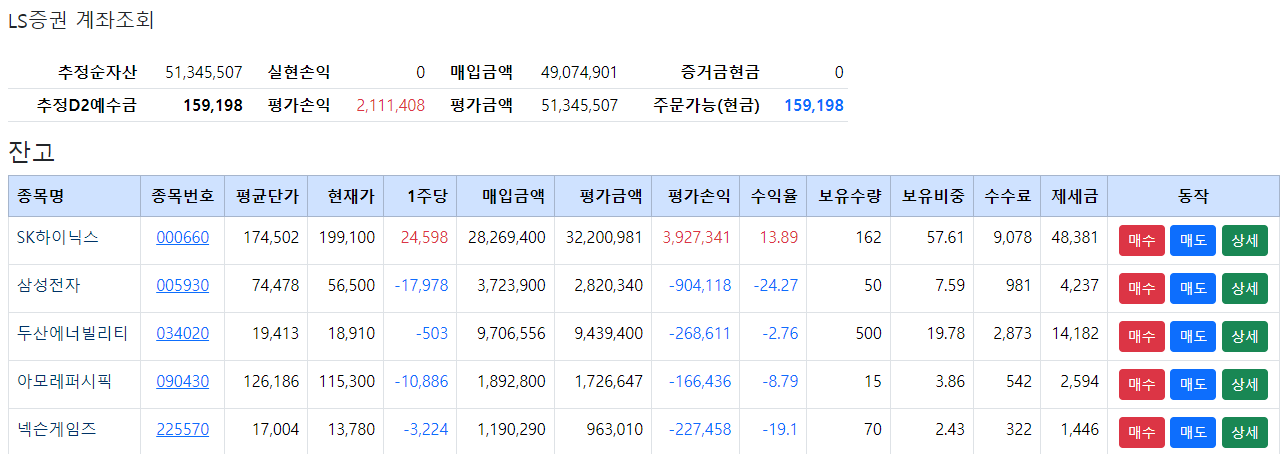 LS증권 계좌조회
추정순자산 51,345,507 실현손익 0 매입금액 49,074,901 증거금현금 0
추정D2예수금 159,198 평가손익 2,111,408 평가금액 51,345,507 주문가능(현금) 159,198
잔고
종목명 종목번호 평균단가 현재가 1주당 매입금액 평가금액 평가손익 수익율 보유수량 보유비중 수수료 제세금 동작
SK하이닉스 000660 174,502 199,100 24,598 28,269,400 32,200,981 3,927,341 13.89 162 57.61 9,078 48,381 매수 매도 상세
삼성전자 005930 74,478 56,500 -17,978 3,723,900 2,820,340 -904,118 -24.27 50 7.59 981 4,237 매수 매도 상세
두산에너빌리티 034020 19,413 18,910 -503 9,706,556 9,439,400 -268,611 -2.76 500 19.78 2,873 14,182 매수 매도 상세
아모레퍼시픽 090430 126,186 115,300 -10,886 1,892,800 1,726,647 -166,436 -8.79 15 3.86 542 2,594 매수 매도 상세
넥슨게임즈 225570 17,004 13,780 -3,224 1,190,290 963,010 -227,458 -19.1 70 2.43 322 1,446 매수 매도 상세